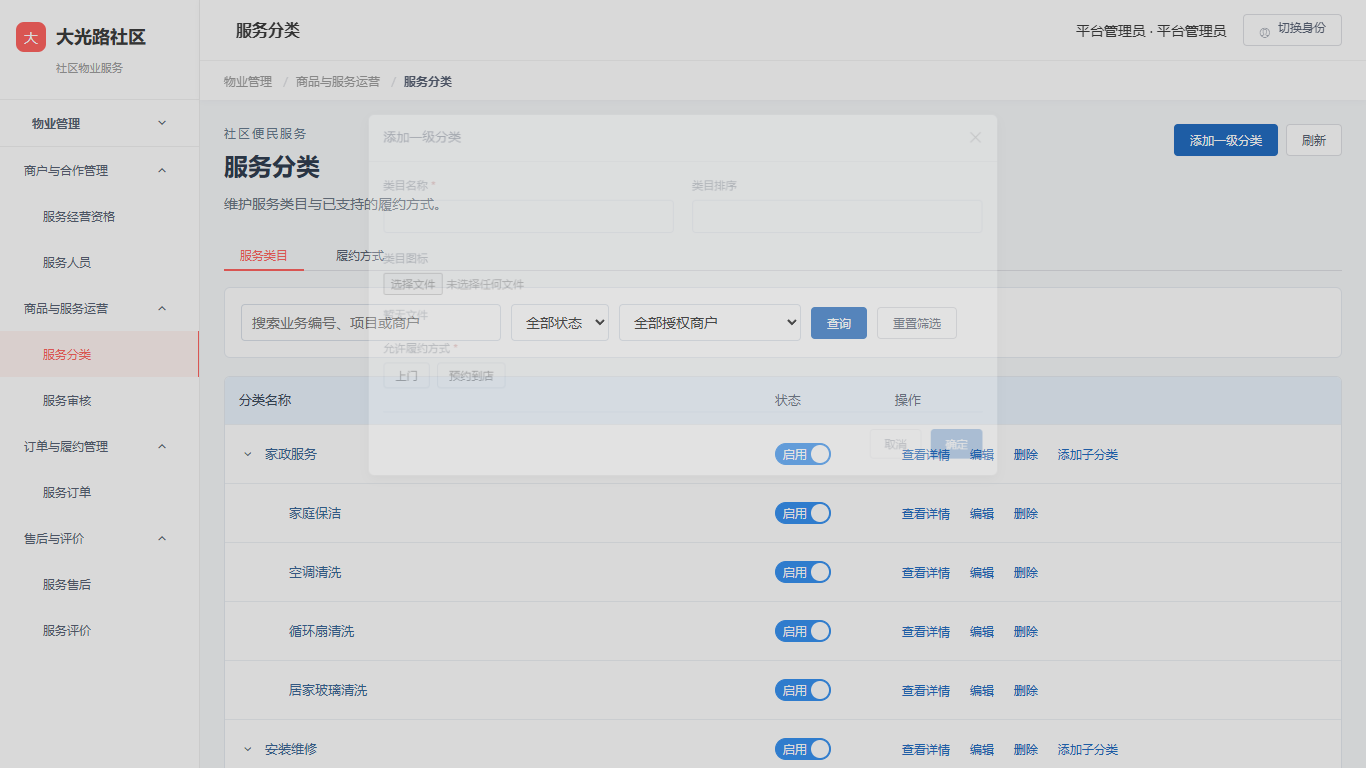 大 大光路社区
社区物业服务
物业管理
商户与合作管理
服务经营资格
服务人员
商品与服务运营
服务分类
服务审核
订单与履约管理
服务订单
售后与评价
服务售后
服务评价
服务分类
平台管理员 · 平台管理员
切换身份
物业管理 / 商品与服务运营 / 服务分类
社区便民服务
服务分类
维护服务类目与已支持的履约方式。
添加一级分类 刷新
服务类目 履约方式
搜索业务编号、项目或商户 全部状态 全部授权商户 查询 重置筛选
添加一级分类
类目名称 * 类目排序
类目图标
选择文件 未选择任何文件
暂无文件
允许履约方式 *
上门 预约到店
取消 确定
分类名称 状态 操作
家政服务 启用 查看详情 编辑 删除 添加子分类
家庭保洁 启用 查看详情 编辑 删除
空调清洗 启用 查看详情 编辑 删除
循环扇清洗 启用 查看详情 编辑 删除
居家玻璃清洗 启用 查看详情 编辑 删除
安装维修 启用 查看详情 编辑 删除 添加子分类